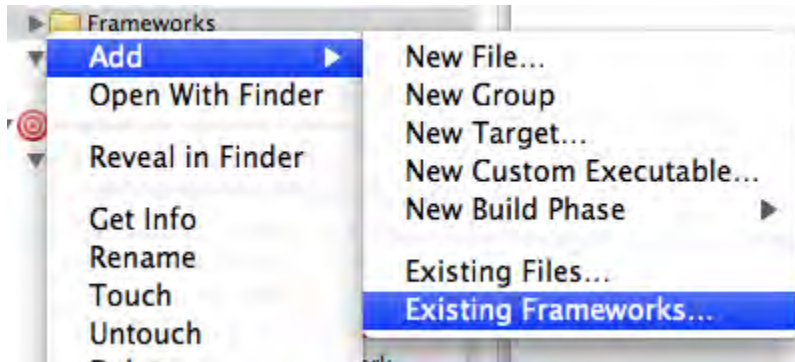 Frameworks
Add
Open With Finder
Reveal in Finder
Get Info
Rename
Touch
Untouch
New File...
New Group
New Target...
New Custom Executable...
New Build Phase
Existing Files...
Existing Frameworks...